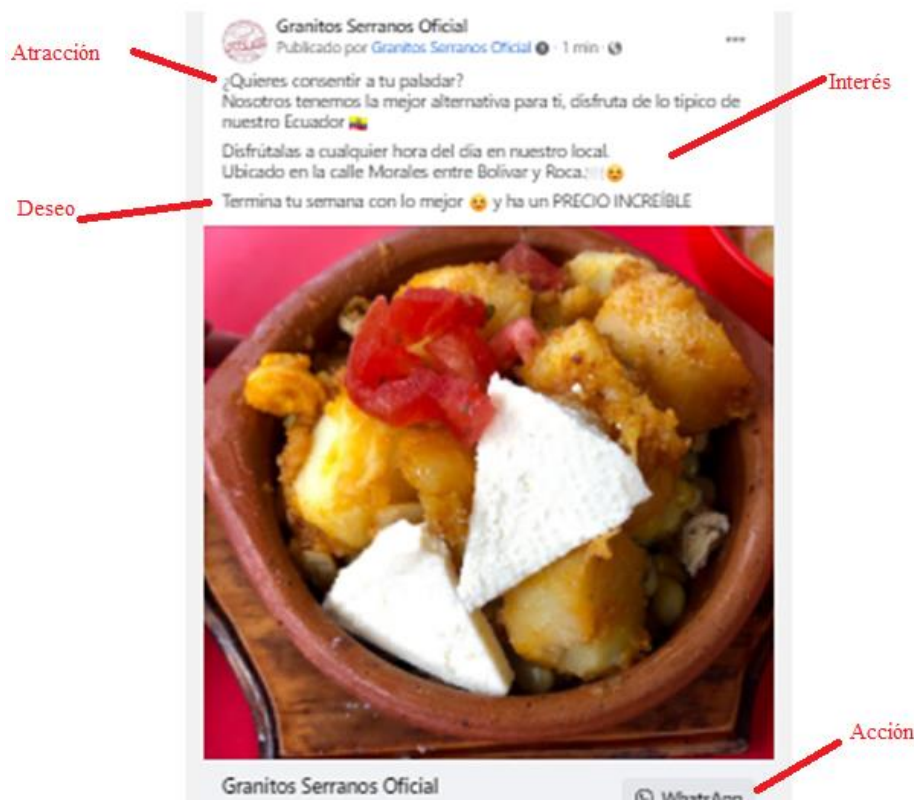 Granitos Serranos Oficial
Publicado por Granitos Serranos Oficial · 1 min ·
Atracción
¿Quieres consentir a tu paladar?
Nosotros tenemos la mejor alternativa para ti, disfruta de lo típico de
nuestro Ecuador 🇪🇨
Interés
Disfrútalas a cualquier hora del día en nuestro local.
Ubicado en la calle Morales entre Bolívar y Roca.
Deseo
Termina tu semana con lo mejor 😋 y ha un PRECIO INCREÍBLE
Acción
Granitos Serranos Oficial
WhatsApp